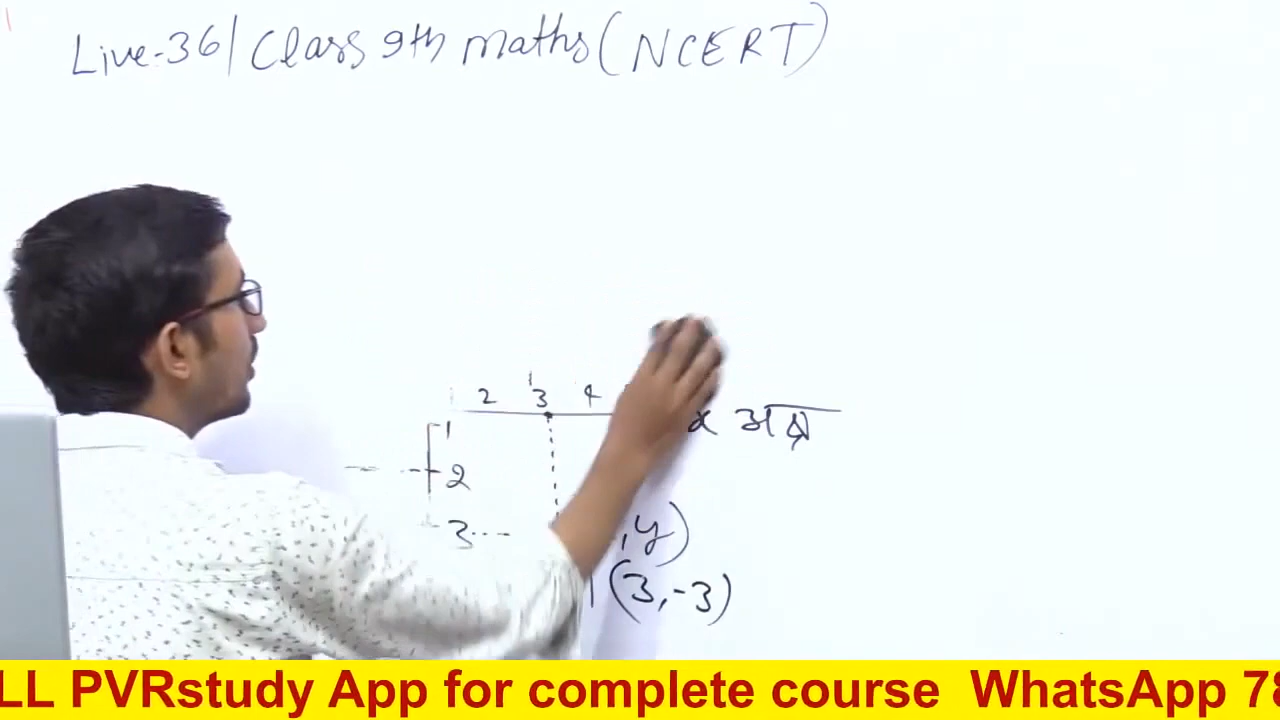 Live-36| Class 9th maths (NCERT)
2 3 4
x अक्ष
1
2
3...
,y)
(3,-3)
LL PVRstudy App for complete course WhatsApp 78